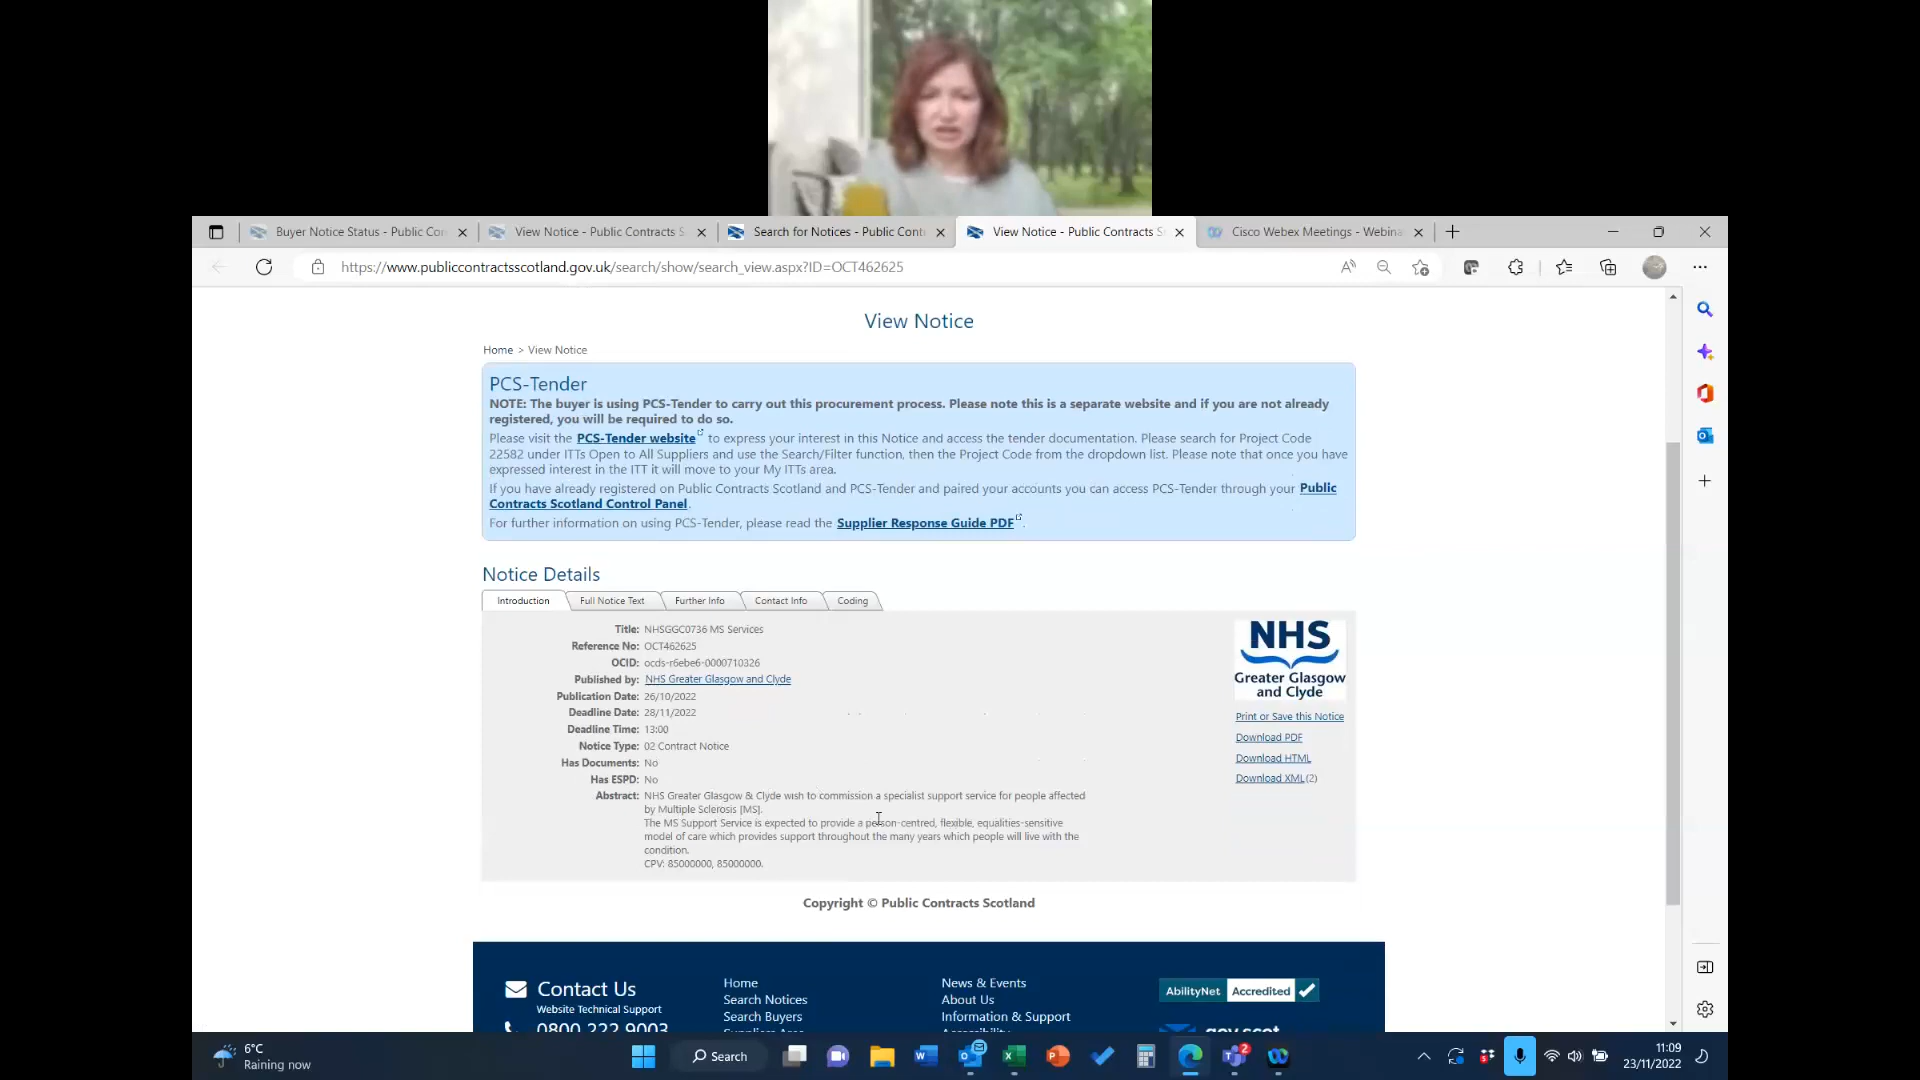 Buyer Notice Status - Public Con
View Notice - Public Contracts S
Search for Notices - Public Cont
View Notice - Public Contracts S
Cisco Webex Meetings - Webina
https://www.publiccontractsscotland.gov.uk/search/show/search_view.aspx?ID=OCT462625
View Notice
Home > View Notice
PCS-Tender
NOTE: The buyer is using PCS-Tender to carry out this procurement process. Please note this is a separate website and if you are not already
registered, you will be required to do so.
Please visit the PCS-Tender website to express your interest in this Notice and access the tender documentation. Please search for Project Code
22582 under ITTs Open to All Suppliers and use the Search/Filter function, then the Project Code from the dropdown list. Please note that once you have
expressed interest in the ITT it will move to your My ITTs area.
If you have already registered on Public Contracts Scotland and PCS-Tender and paired your accounts you can access PCS-Tender through your Public
Contracts Scotland Control Panel.
For further information on using PCS-Tender, please read the Supplier Response Guide PDF.
Notice Details
Introduction Full Notice Text Further Info Contact Info Coding
Title: NHSGGC0736 MS Services
Reference No: OCT462625
OCID: ocds-r6ebe6-0000710326
Published by: NHS Greater Glasgow and Clyde
Publication Date: 26/10/2022
Deadline Date: 28/11/2022
Deadline Time: 13:00
Notice Type: 02 Contract Notice
Has Documents: No
Has ESPD: No
Abstract: NHS Greater Glasgow & Clyde wish to commission a specialist support service for people affected
by Multiple Sclerosis [MS].
The MS Support Service is expected to provide a person-centred, flexible, equalities-sensitive
model of care which provides support throughout the many years which people will live with the
condition.
CPV: 85000000, 85000000.
NHS
Greater Glasgow
and Clyde
Print or Save this Notice
Download PDF
Download HTML
Download XML(2)
Copyright © Public Contracts Scotland
Contact Us
Website Technical Support
0800 222 9003
Home
Search Notices
Search Buyers
Suppliers Area
News & Events
About Us
Information & Support
Accessibility
AbilityNet Accredited
gov.scot
6°C
Raining now
Search
2
11:09
23/11/2022